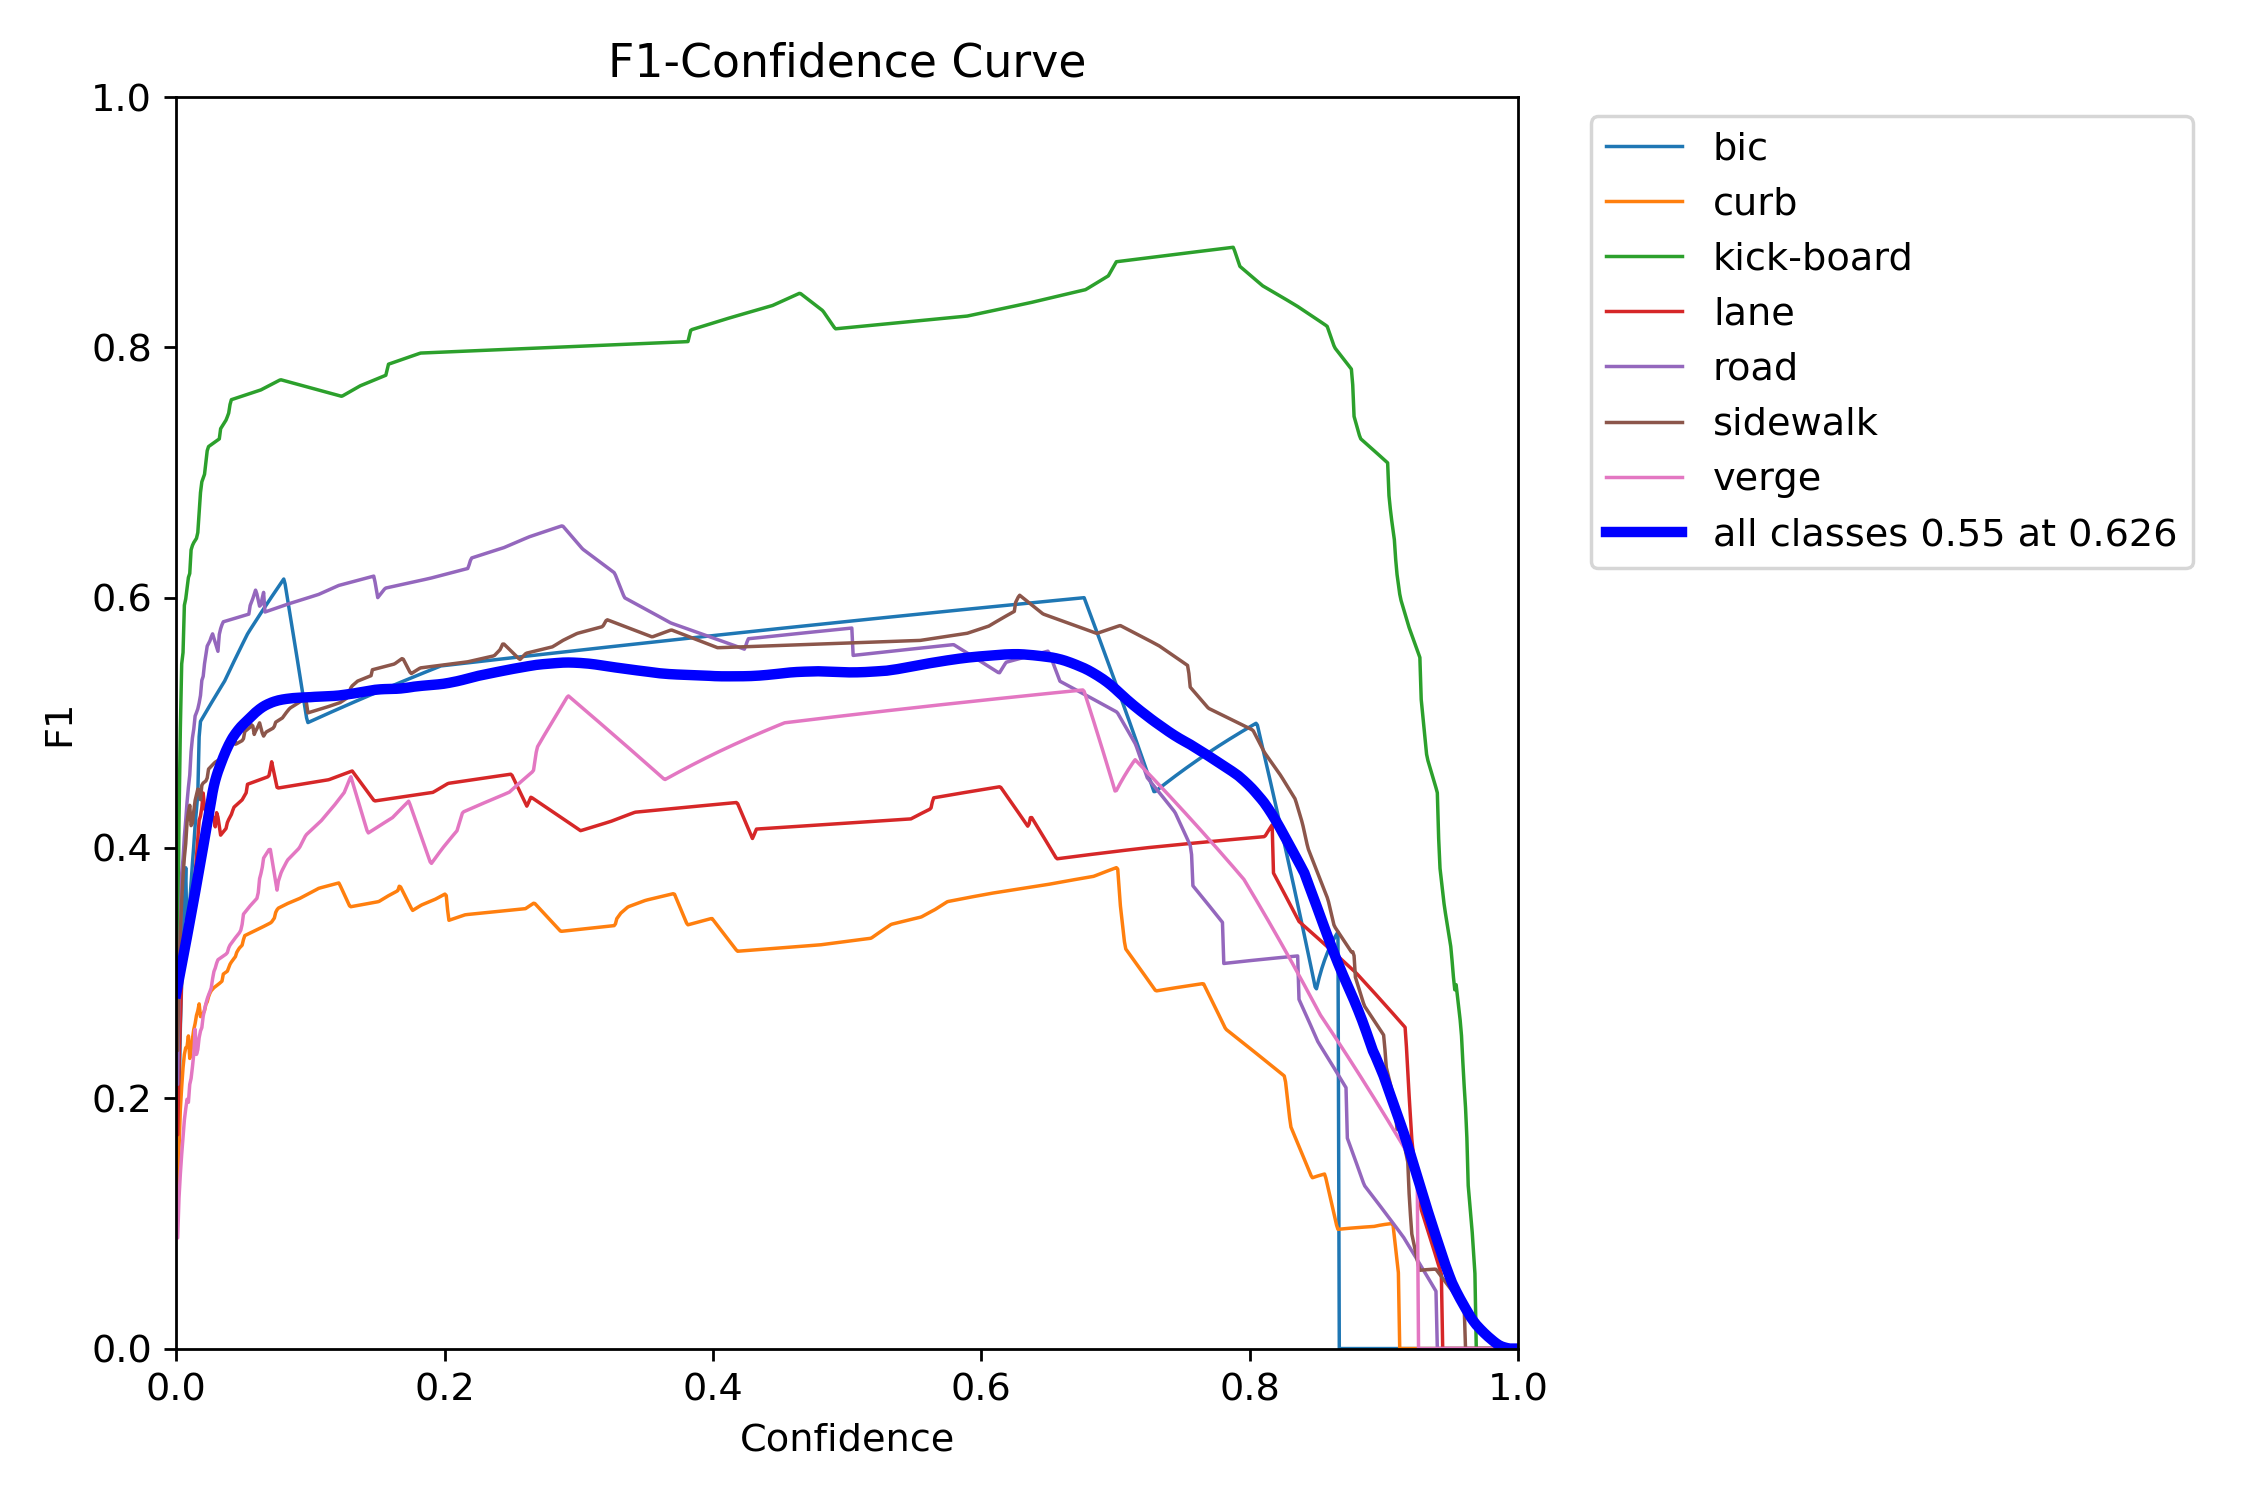 F1-Confidence Curve
1.0
0.8
0.6
0.4
0.2
0.0
F1
0.0 0.2 0.4 0.6 0.8 1.0
Confidence
bic
curb
kick-board
lane
road
sidewalk
verge
all classes 0.55 at 0.626